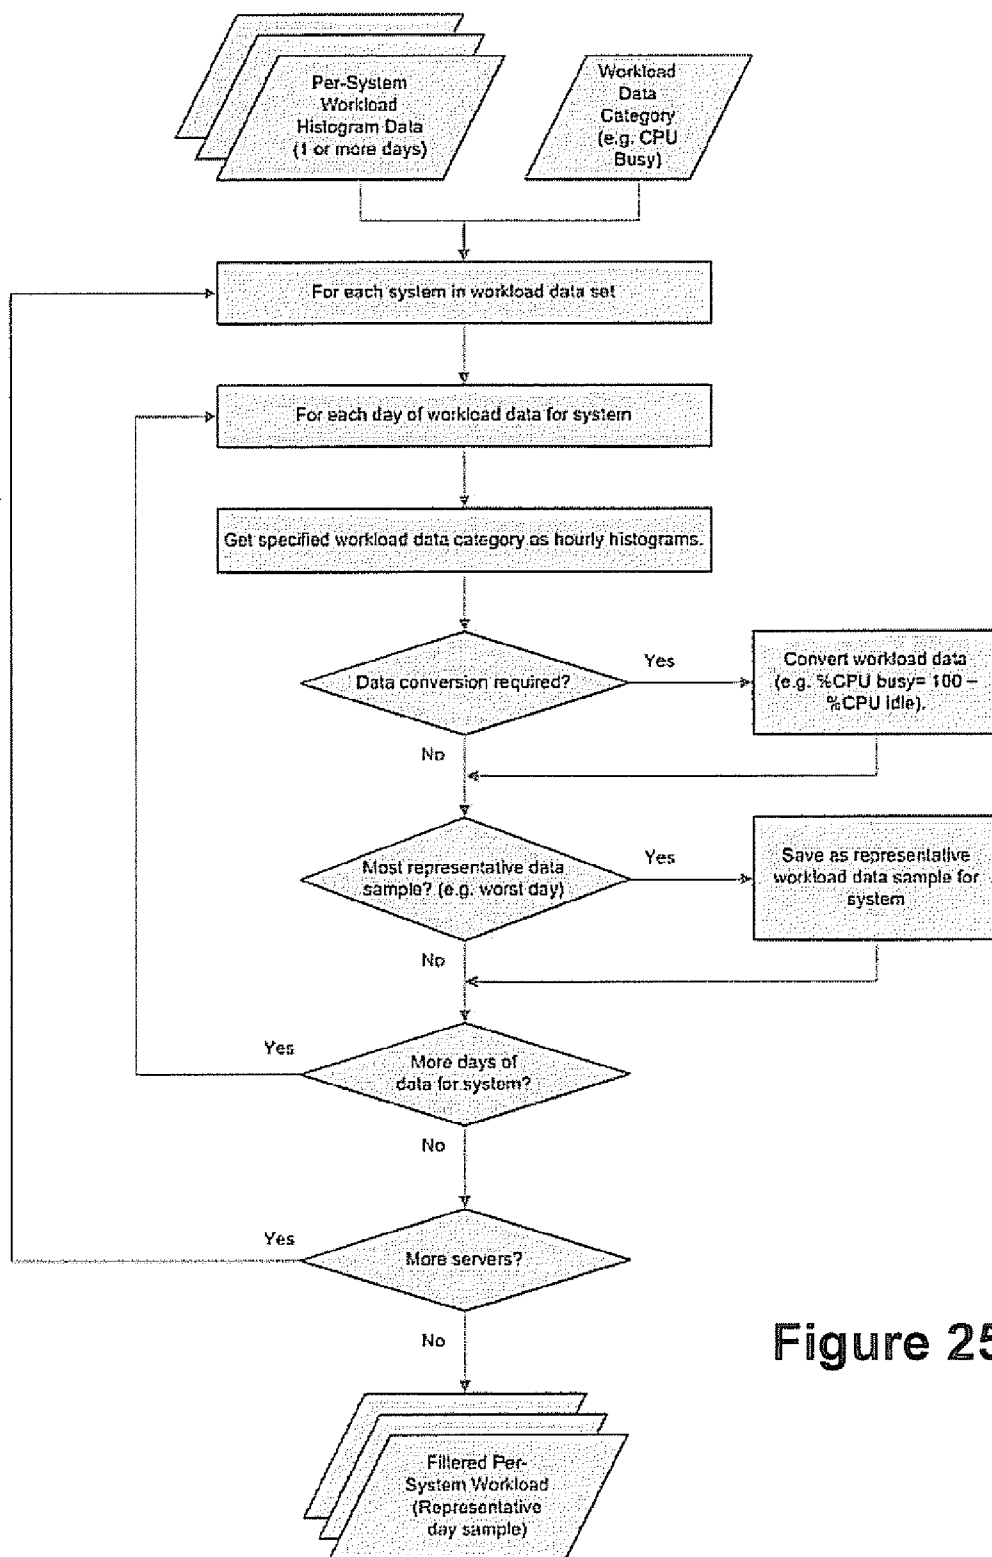 Per-System
Workload
Histogram Data
(1 or more days)
Workload
Data
Category
(e.g. CPU
Busy)
For each system in workload data set
For each day of workload data for system
Get specified workload data category as hourly histograms.
Data conversion required?
Yes
Convert workload data
(e.g. %CPU busy= 100 –
%CPU idle).
No
Most representative data
sample? (e.g. worst day)
Yes
Save as representative
workload data sample for
system
No
More days of
data for system?
Yes
No
More servers?
Yes
No
Figure 25
Filtered Per-
System Workload
(Representative
day sample)